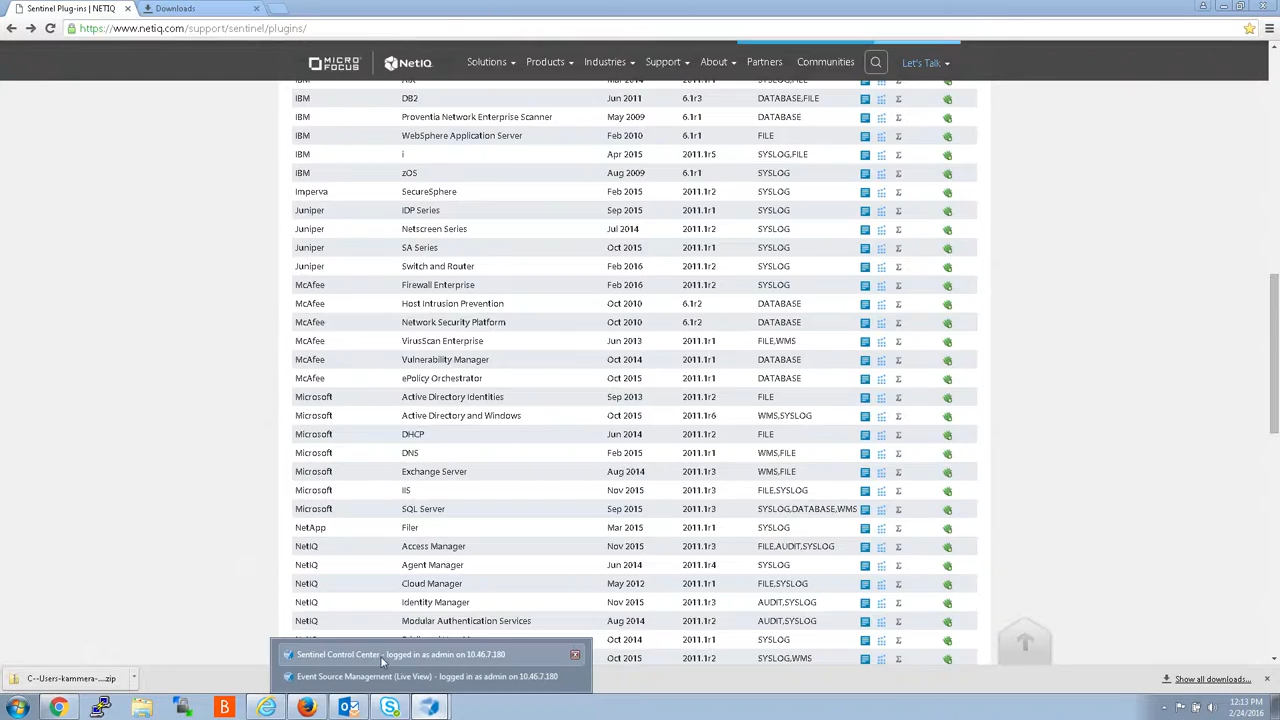 Sentinel Plug-ins | NETIQ
Downloads
https://www.netiq.com/support/sentinel/plugins/
MICRO FOCUS NetIQ Solutions Products Industries Support About Partners Communities Let's Talk
IBM AIX Mar 2014 SYSLOG,FILE
IBM DB2 Jun 2011 6.1r3 DATABASE,FILE
IBM Proventia Network Enterprise Scanner May 2009 6.1r1 DATABASE
IBM WebSphere Application Server Feb 2010 6.1r1 FILE
IBM i Apr 2015 2011.1r5 SYSLOG,FILE
IBM zOS Aug 2009 6.1r1 SYSLOG
Imperva SecureSphere Feb 2015 2011.1r2 SYSLOG
Juniper IDP Series Sep 2015 2011.1r1 SYSLOG
Juniper Netscreen Series Jul 2014 2011.1r2 SYSLOG
Juniper SA Series Oct 2015 2011.1r1 SYSLOG
Juniper Switch and Router Feb 2016 2011.1r2 SYSLOG
McAfee Firewall Enterprise Feb 2016 2011.1r2 SYSLOG
McAfee Host Intrusion Prevention Oct 2010 6.1r2 DATABASE
McAfee Network Security Platform Oct 2010 6.1r2 DATABASE
McAfee VirusScan Enterprise Jun 2013 2011.1r2 FILE,WMS
McAfee Vulnerability Manager Oct 2014 2011.1r1 DATABASE
McAfee ePolicy Orchestrator Oct 2015 2011.1r1 DATABASE
Microsoft Active Directory Identities Sep 2013 2011.1r2 FILE
Microsoft Active Directory and Windows Oct 2015 2011.1r6 WMS,SYSLOG
Microsoft DHCP Jun 2014 2011.1r2 FILE
Microsoft DNS Dec 2015 2011.1r2 WMS,FILE
Microsoft Exchange Server Aug 2014 2011.1r3 WMS,FILE
Microsoft IIS Nov 2015 2011.1r3 FILE,SYSLOG
Microsoft SQL Server Sep 2015 2011.1r3 SYSLOG,DATABASE,WMS
NetApp Filer Mar 2015 2011.1r1 SYSLOG
NetIQ Access Manager Nov 2015 2011.1r3 FILE,AUDIT,SYSLOG
NetIQ Agent Manager Oct 2014 2011.1r1 SYSLOG
NetIQ Cloud Manager May 2012 2011.1r1 FILE,SYSLOG
NetIQ Identity Manager Nov 2015 2011.1r3 AUDIT,SYSLOG
NetIQ Modular Authentication Services Aug 2014 2011.1r2 AUDIT,SYSLOG
Oct 2014 2011.1r1 SYSLOG
Oct 2015 2011.1r2 SYSLOG,WMS
Sentinel Control Center - logged in as admin on 10.46.7.180
Event Source Management (Live View) - logged in as admin on 10.46.7.180
C--Users-kammera-....zip
Show all downloads...
12:13 PM
2/24/2016